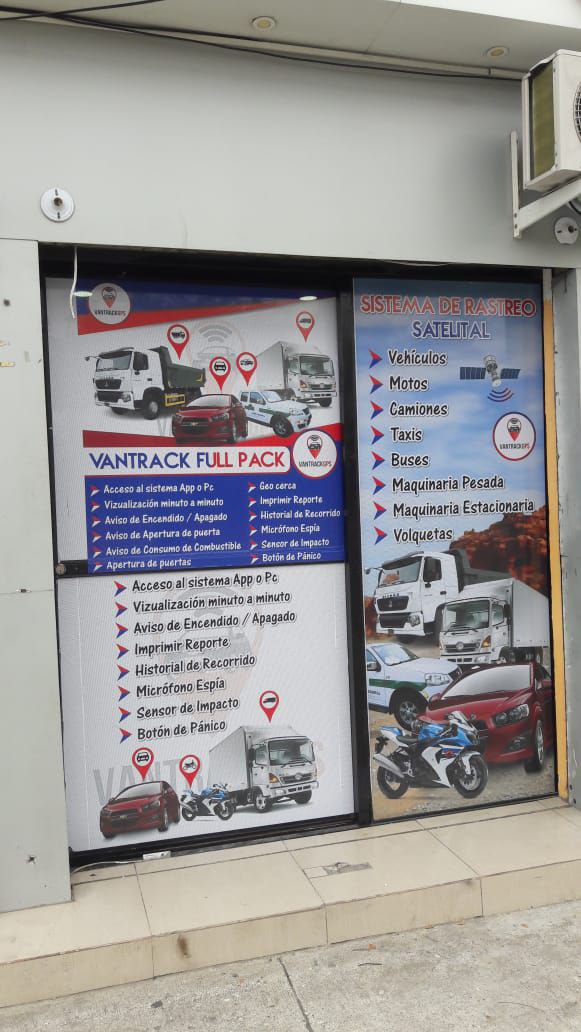 VANTRACKGPS
VANTRACK FULL PACK
VANTRACKGPS
Acceso al sistema App o Pc
Vizualización minuto a minuto
Aviso de Encendido / Apagado
Aviso de Apertura de puerta
Aviso de Consumo de Combustible
Apertura de puertas
Geo cerca
Imprimir Reporte
Historial de Recorrido
Micrófono Espía
Sensor de Impacto
Botón de Pánico
Acceso al sistema App o Pc
Vizualización minuto a minuto
Aviso de Encendido / Apagado
Imprimir Reporte
Historial de Recorrido
Micrófono Espía
Sensor de Impacto
Botón de Pánico
SISTEMA DE RASTREO
SATELITAL
Vehículos
Motos
Camiones
Taxis
Buses
Maquinaria Pesada
Maquinaria Estacionaria
Volquetas
VANTRACKGPS